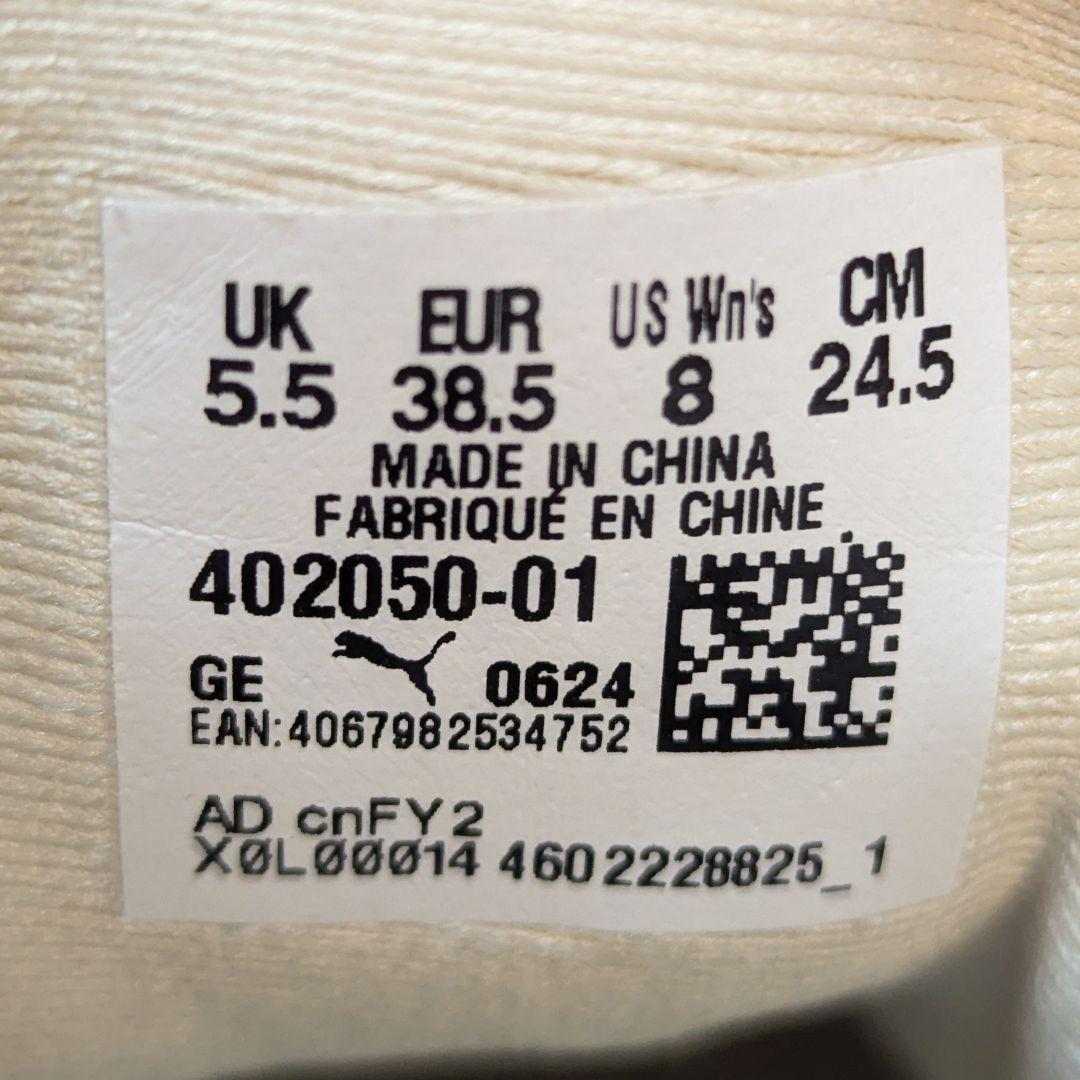 UK EUR US Wn's CM
5.5 38.5 8 24.5
MADE IN CHINA
FABRIQUÉ EN CHINE
402050-01
GE 0624
EAN:4067982534752
AD cnFY2
X0L00014 4602228825_1